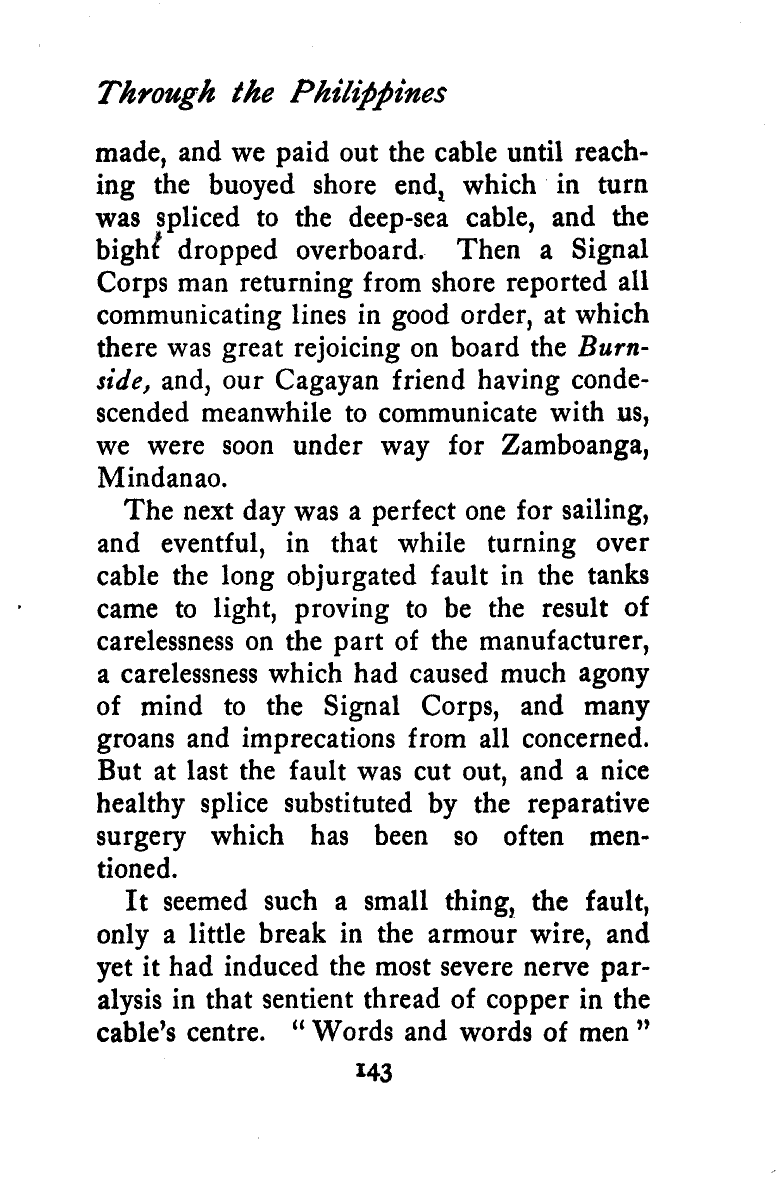 Through the Philippines
made, and we paid out the cable until reach-
ing the buoyed shore end, which in turn
was spliced to the deep-sea cable, and the
bight dropped overboard. Then a Signal
Corps man returning from shore reported all
communicating lines in good order, at which
there was great rejoicing on board the Burn-
side, and, our Cagayan friend having conde-
scended meanwhile to communicate with us,
we were soon under way for Zamboanga,
Mindanao.
The next day was a perfect one for sailing,
and eventful, in that while turning over
cable the long objurgated fault in the tanks
came to light, proving to be the result of
carelessness on the part of the manufacturer,
a carelessness which had caused much agony
of mind to the Signal Corps, and many
groans and imprecations from all concerned.
But at last the fault was cut out, and a nice
healthy splice substituted by the reparative
surgery which has been so often men-
tioned.
It seemed such a small thing, the fault,
only a little break in the armour wire, and
yet it had induced the most severe nerve par-
alysis in that sentient thread of copper in the
cable's centre. "Words and words of men"
143